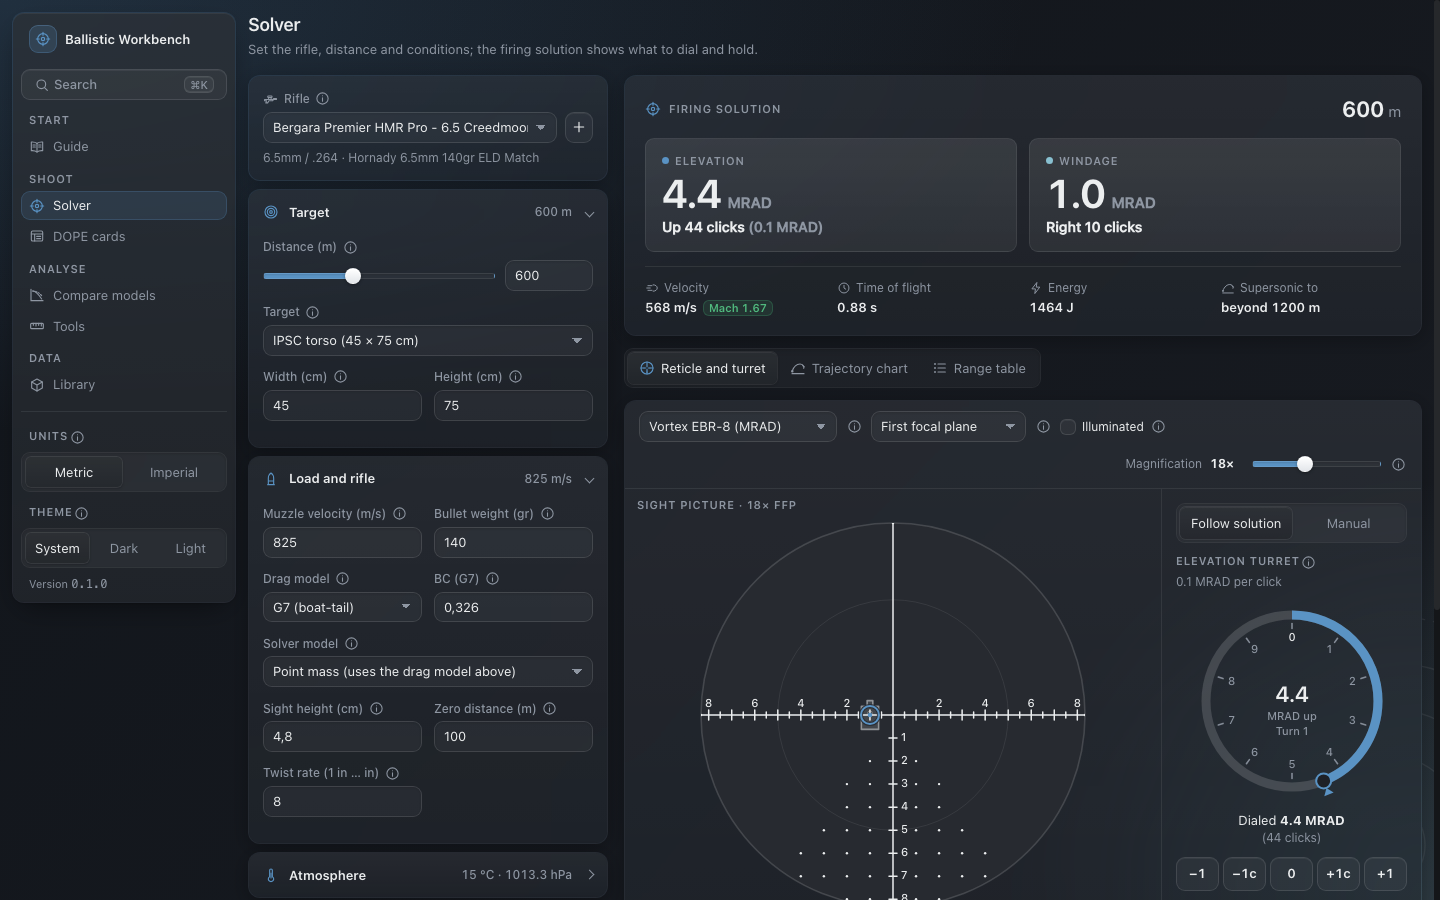 Ballistic Workbench
Search
⌘K
START
Guide
SHOOT
Solver
DOPE cards
ANALYSE
Compare models
Tools
DATA
Library
UNITS
Metric
Imperial
THEME
System
Dark
Light
Version 0.1.0
Solver
Set the rifle, distance and conditions; the firing solution shows what to dial and hold.
Rifle
Bergara Premier HMR Pro - 6.5 Creedmoor
+
6.5mm / .264 · Hornady 6.5mm 140gr ELD Match
Target
600 m
Distance (m)
600
Target
IPSC torso (45 × 75 cm)
Width (cm)
Height (cm)
45
75
Load and rifle
825 m/s
Muzzle velocity (m/s)
Bullet weight (gr)
825
140
Drag model
BC (G7)
G7 (boat-tail)
0,326
Solver model
Point mass (uses the drag model above)
Sight height (cm)
Zero distance (m)
4,8
100
Twist rate (1 in ... in)
8
Atmosphere
15 °C · 1013.3 hPa
FIRING SOLUTION
600 m
ELEVATION
4.4 MRAD
Up 44 clicks (0.1 MRAD)
WINDAGE
1.0 MRAD
Right 10 clicks
Velocity
568 m/s
Mach 1.67
Time of flight
0.88 s
Energy
1464 J
Supersonic to
beyond 1200 m
Reticle and turret
Trajectory chart
Range table
Vortex EBR-8 (MRAD)
First focal plane
Illuminated
Magnification 18×
SIGHT PICTURE · 18× FFP
8 6 4 2 2 4 6 8
1
2
3
4
5
6
7
8
Follow solution
Manual
ELEVATION TURRET
0.1 MRAD per click
0
1
2
3
4
5
6
7
8
9
4.4
MRAD up
Turn 1
Dialed 4.4 MRAD
(44 clicks)
−1
−1c
0
+1c
+1